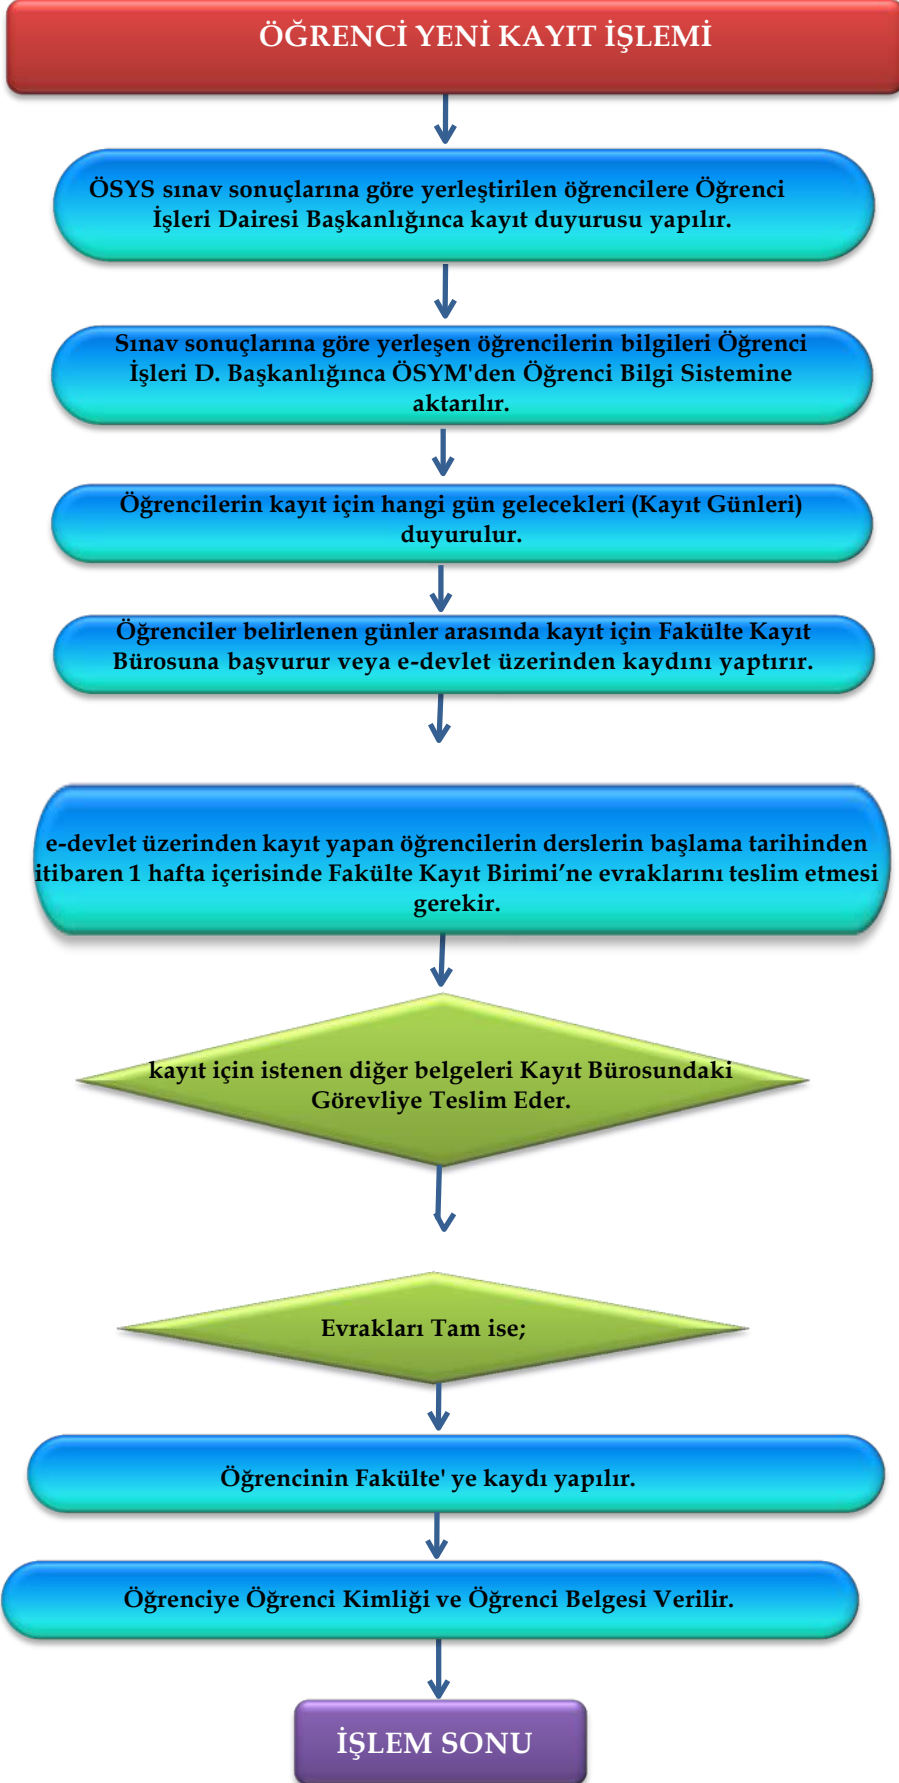 ÖĞRENCİ YENİ KAYIT İŞLEMİ
ÖSYS sınav sonuçlarına göre yerleştirilen öğrencilere Öğrenci
İşleri Dairesi Başkanlığınca kayıt duyurusu yapılır.
Sınav sonuçlarına göre yerleşen öğrencilerin bilgileri Öğrenci
İşleri D. Başkanlığınca ÖSYM'den Öğrenci Bilgi Sistemine
aktarılır.
Öğrencilerin kayıt için hangi gün gelecekleri (Kayıt Günleri)
duyurulur.
Öğrenciler belirlenen günler arasında kayıt için Fakülte Kayıt
Bürosuna başvurur veya e-devlet üzerinden kaydını yaptırır.
e-devlet üzerinden kayıt yapan öğrencilerin derslerin başlama tarihinden
itibaren 1 hafta içerisinde Fakülte Kayıt Birimi’ne evraklarını teslim etmesi
gerekir.
kayıt için istenen diğer belgeleri Kayıt Bürosundaki
Görevliye Teslim Eder.
Evrakları Tam ise;
Öğrencinin Fakülte' ye kaydı yapılır.
Öğrenciye Öğrenci Kimliği ve Öğrenci Belgesi Verilir.
İŞLEM SONU